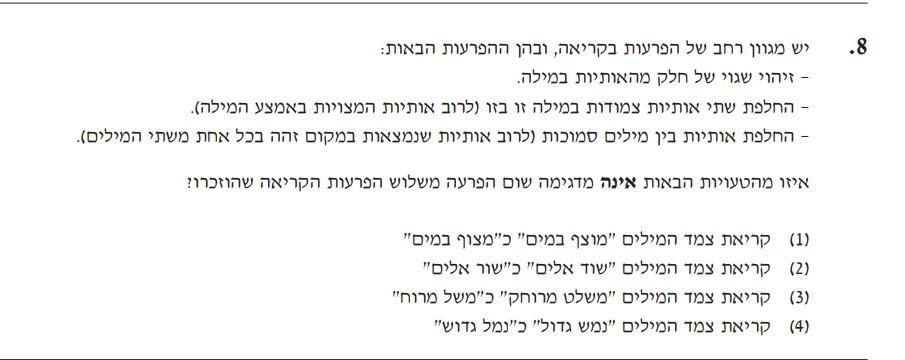 8. יש מגוון רחב של הפרעות בקריאה, ובהן ההפרעות הבאות:
– זיהוי שגוי של חלק מהאותיות במילה.
– החלפת שתי אותיות צמודות במילה זו בזו (לרוב אותיות המצויות באמצע המילה).
– החלפת אותיות בין מילים סמוכות (לרוב אותיות שנמצאות במקום זהה בכל אחת משתי המילים).
איזו מהטעויות הבאות אינה מדגימה שום הפרעה משלוש הפרעות הקריאה שהוזכרו?
(1) קריאת צמד המילים "מוצף במים" כ"מצוף במים"
(2) קריאת צמד המילים "שוד אלים" כ"שור אלים"
(3) קריאת צמד המילים "משלט מרוחק" כ"משל מרוח"
(4) קריאת צמד המילים "נמש גדול" כ"נמל גדוש"